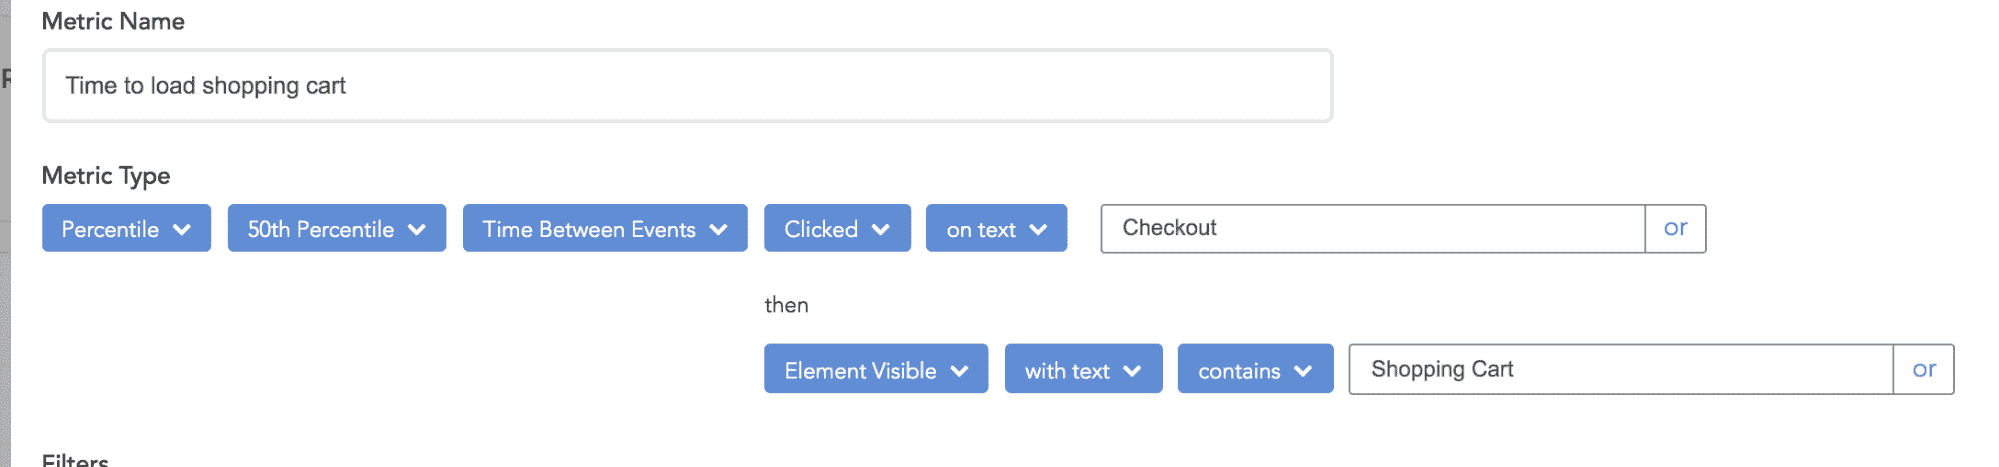 Metric Name
Time to load shopping cart
Metric Type
Percentile 50th Percentile Time Between Events Clicked on text Checkout or
then
Element Visible with text contains Shopping Cart or
Filters